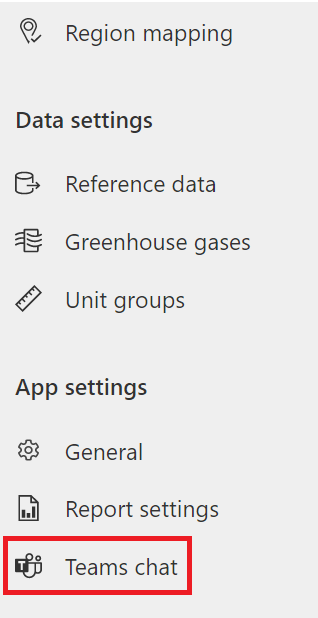 Region mapping
Data settings
Reference data
Greenhouse gases
Unit groups
App settings
General
Report settings
Teams chat